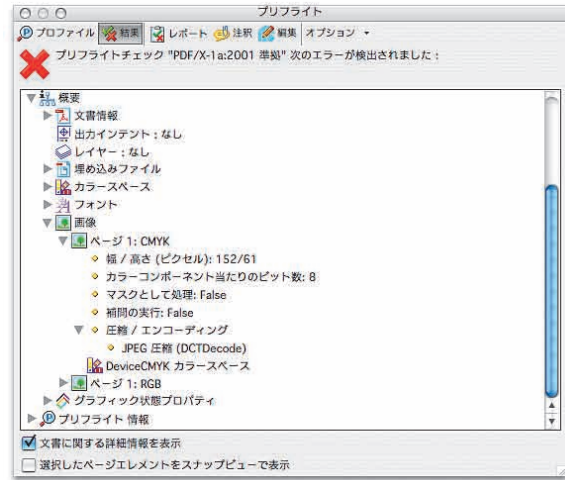 プリフライト
プロファイル 結果 レポート 注釈 編集 オプション
プリフライトチェック "PDF/X-1a:2001 準拠" 次のエラーが検出されました :
概要
文書情報
出力インテント : なし
レイヤー : なし
埋め込みファイル
カラースペース
フォント
画像
ページ 1: CMYK
幅 / 高さ (ピクセル): 152/61
カラーコンポーネント当たりのビット数: 8
マスクとして処理: False
補間の実行: False
圧縮 / エンコーディング
JPEG 圧縮 (DCTDecode)
DeviceCMYK カラースペース
ページ 1: RGB
グラフィック状態プロパティ
プリフライト 情報
文書に関する詳細情報を表示
選択したページエレメントをスナップビューで表示